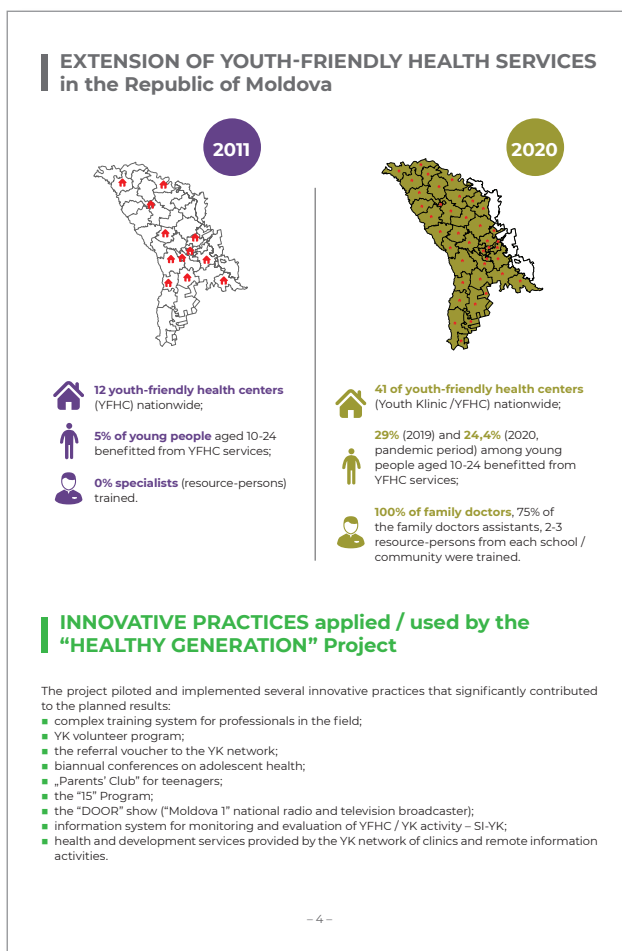 EXTENSION OF YOUTH-FRIENDLY HEALTH SERVICES
in the Republic of Moldova
2011
12 youth-friendly health centers
(YFHC) nationwide;
5% of young people aged 10-24
benefitted from YFHC services;
0% specialists (resource-persons)
trained.
2020
41 of youth-friendly health centers
(Youth Klinic /YFHC) nationwide;
29% (2019) and 24,4% (2020,
pandemic period) among young
people aged 10-24 benefitted from
YFHC services;
100% of family doctors, 75% of
the family doctors assistants, 2-3
resource-persons from each school /
community were trained.
INNOVATIVE PRACTICES applied / used by the
“HEALTHY GENERATION” Project
The project piloted and implemented several innovative practices that significantly contributed
to the planned results:
■ complex training system for professionals in the field;
■ YK volunteer program;
■ the referral voucher to the YK network;
■ biannual conferences on adolescent health;
■ „Parents’ Club” for teenagers;
■ the “15” Program;
■ the “DOOR” show (“Moldova 1” national radio and television broadcaster);
■ information system for monitoring and evaluation of YFHC / YK activity – SI-YK;
■ health and development services provided by the YK network of clinics and remote information
activities.
– 4 –